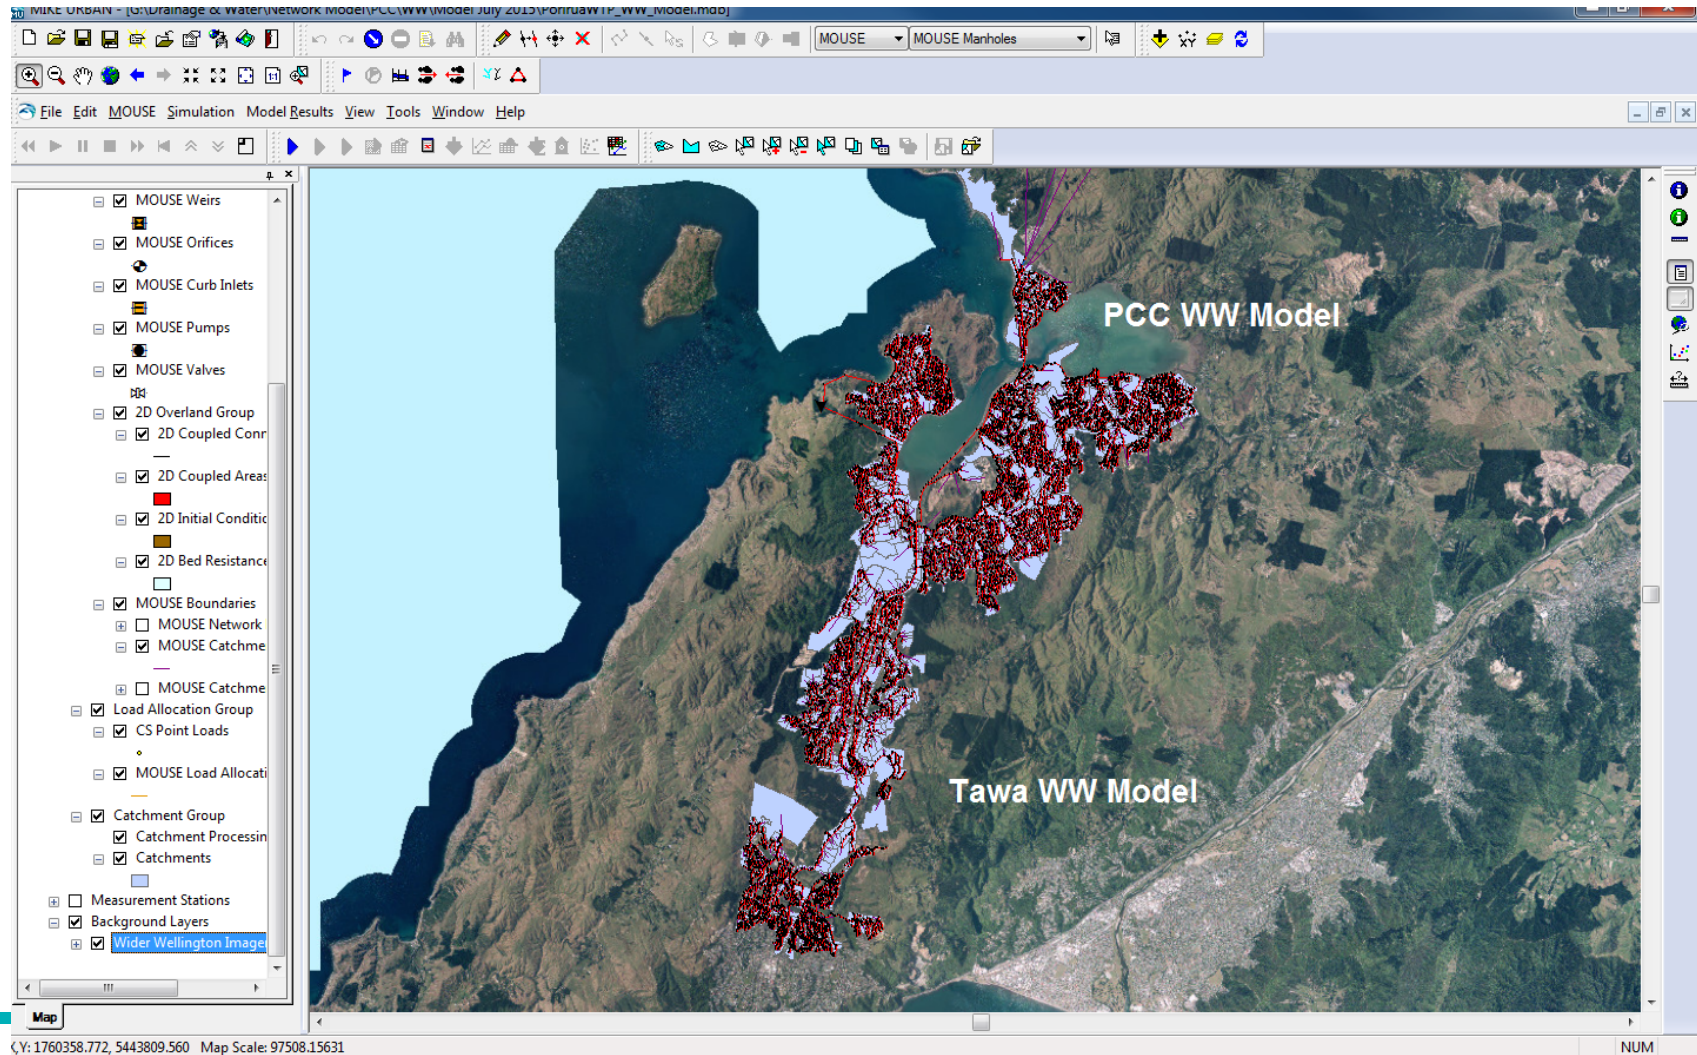 MIKE URBAN - [G:\Drainage & Water\Network Model\PCC\WW\Model July 2015\PoriruaWTP_WW_Model.mdb]
MOUSE MOUSE Manholes
File Edit MOUSE Simulation Model Results View Tools Window Help
MOUSE Weirs
MOUSE Orifices
MOUSE Curb Inlets
MOUSE Pumps
MOUSE Valves
2D Overland Group
2D Coupled Conr
2D Coupled Areas
2D Initial Conditic
2D Bed Resistance
MOUSE Boundaries
MOUSE Network
MOUSE Catchme
MOUSE Catchme
Load Allocation Group
CS Point Loads
MOUSE Load Allocati
Catchment Group
Catchment Processin
Catchments
Measurement Stations
Background Layers
Wider Wellington Imager
PCC WW Model
Tawa WW Model
Map
X,Y: 1760358.772, 5443809.560 Map Scale: 97508.15631
NUM